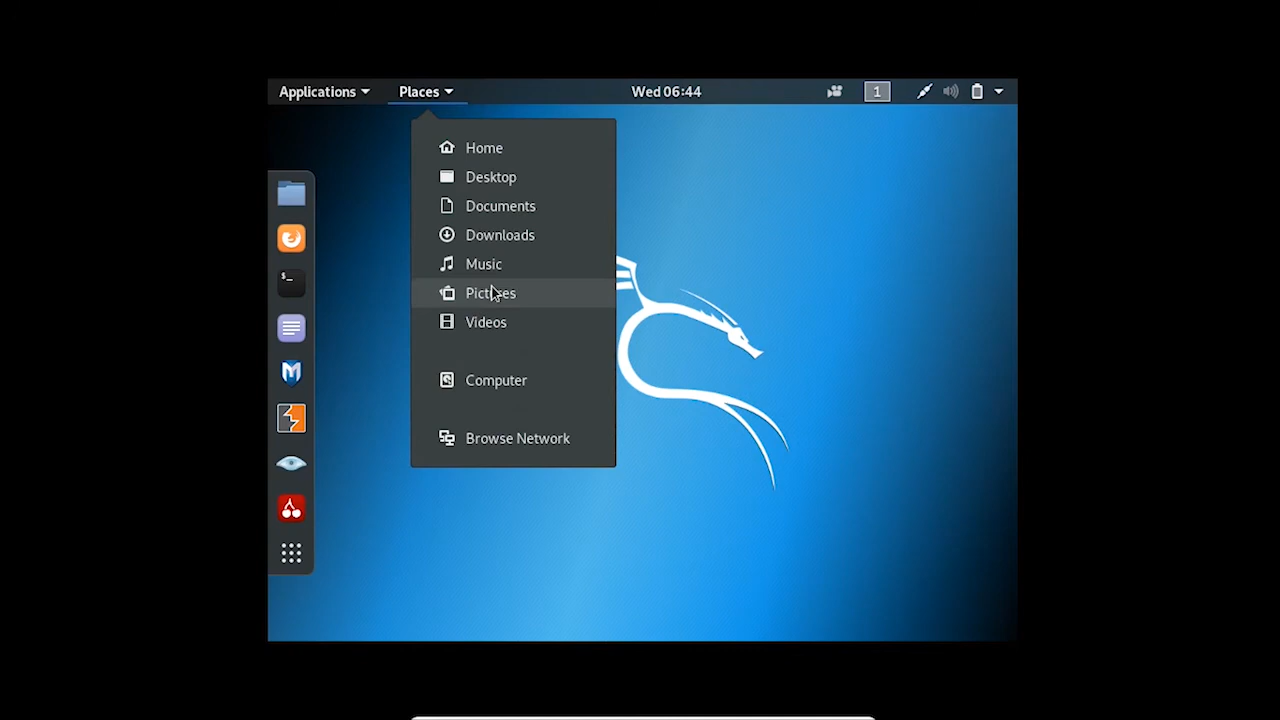 Applications Places Wed 06:44 1
Home
Desktop
Documents
Downloads
Music
Pictures
Videos
Computer
Browse Network